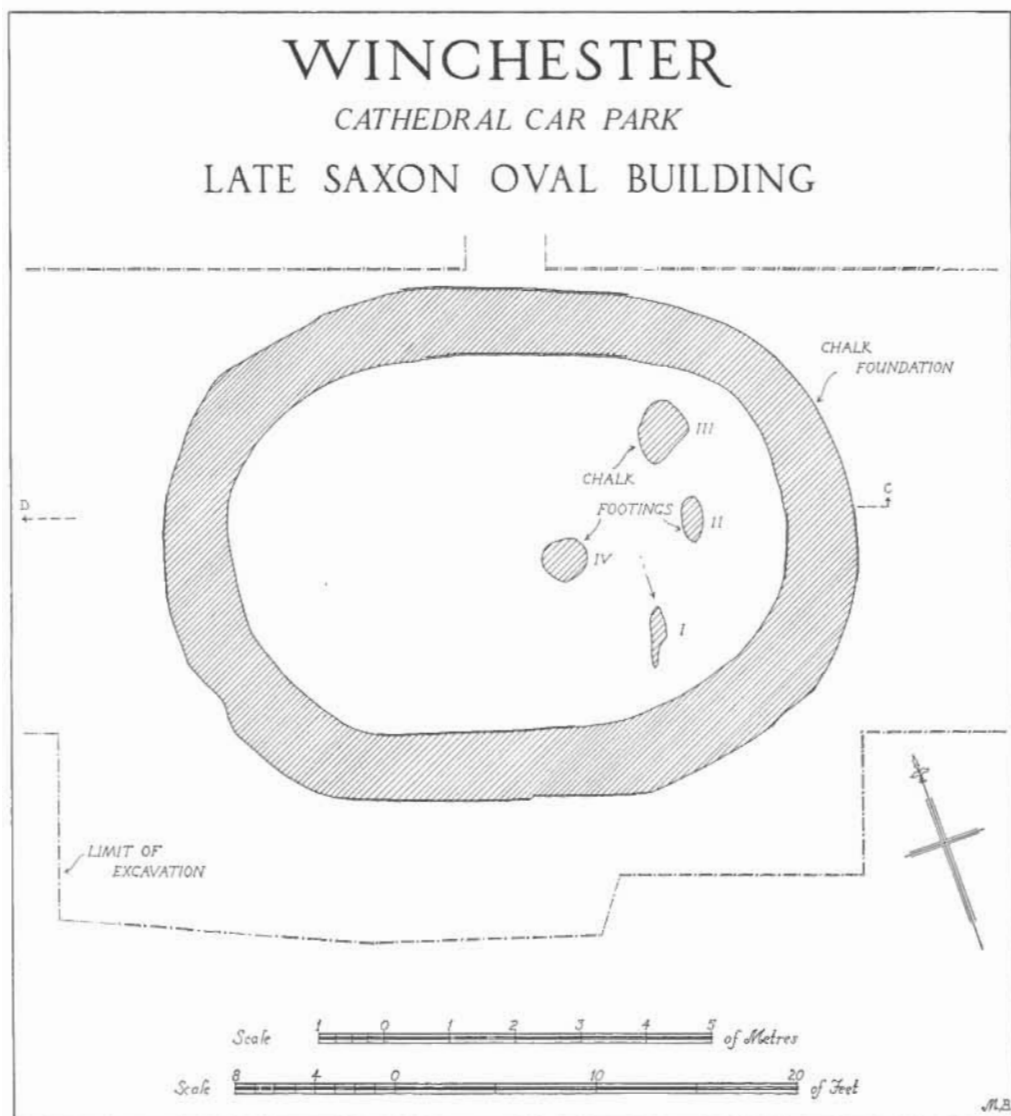 WINCHESTER
CATHEDRAL CAR PARK
LATE SAXON OVAL BUILDING
CHALK
FOUNDATION
III
CHALK
D
C
FOOTINGS
II
IV
I
LIMIT OF
EXCAVATION
Scale 1 0 1 2 3 4 5 of Metres
Scale 8 4 0 10 20 of Feet
M.B.